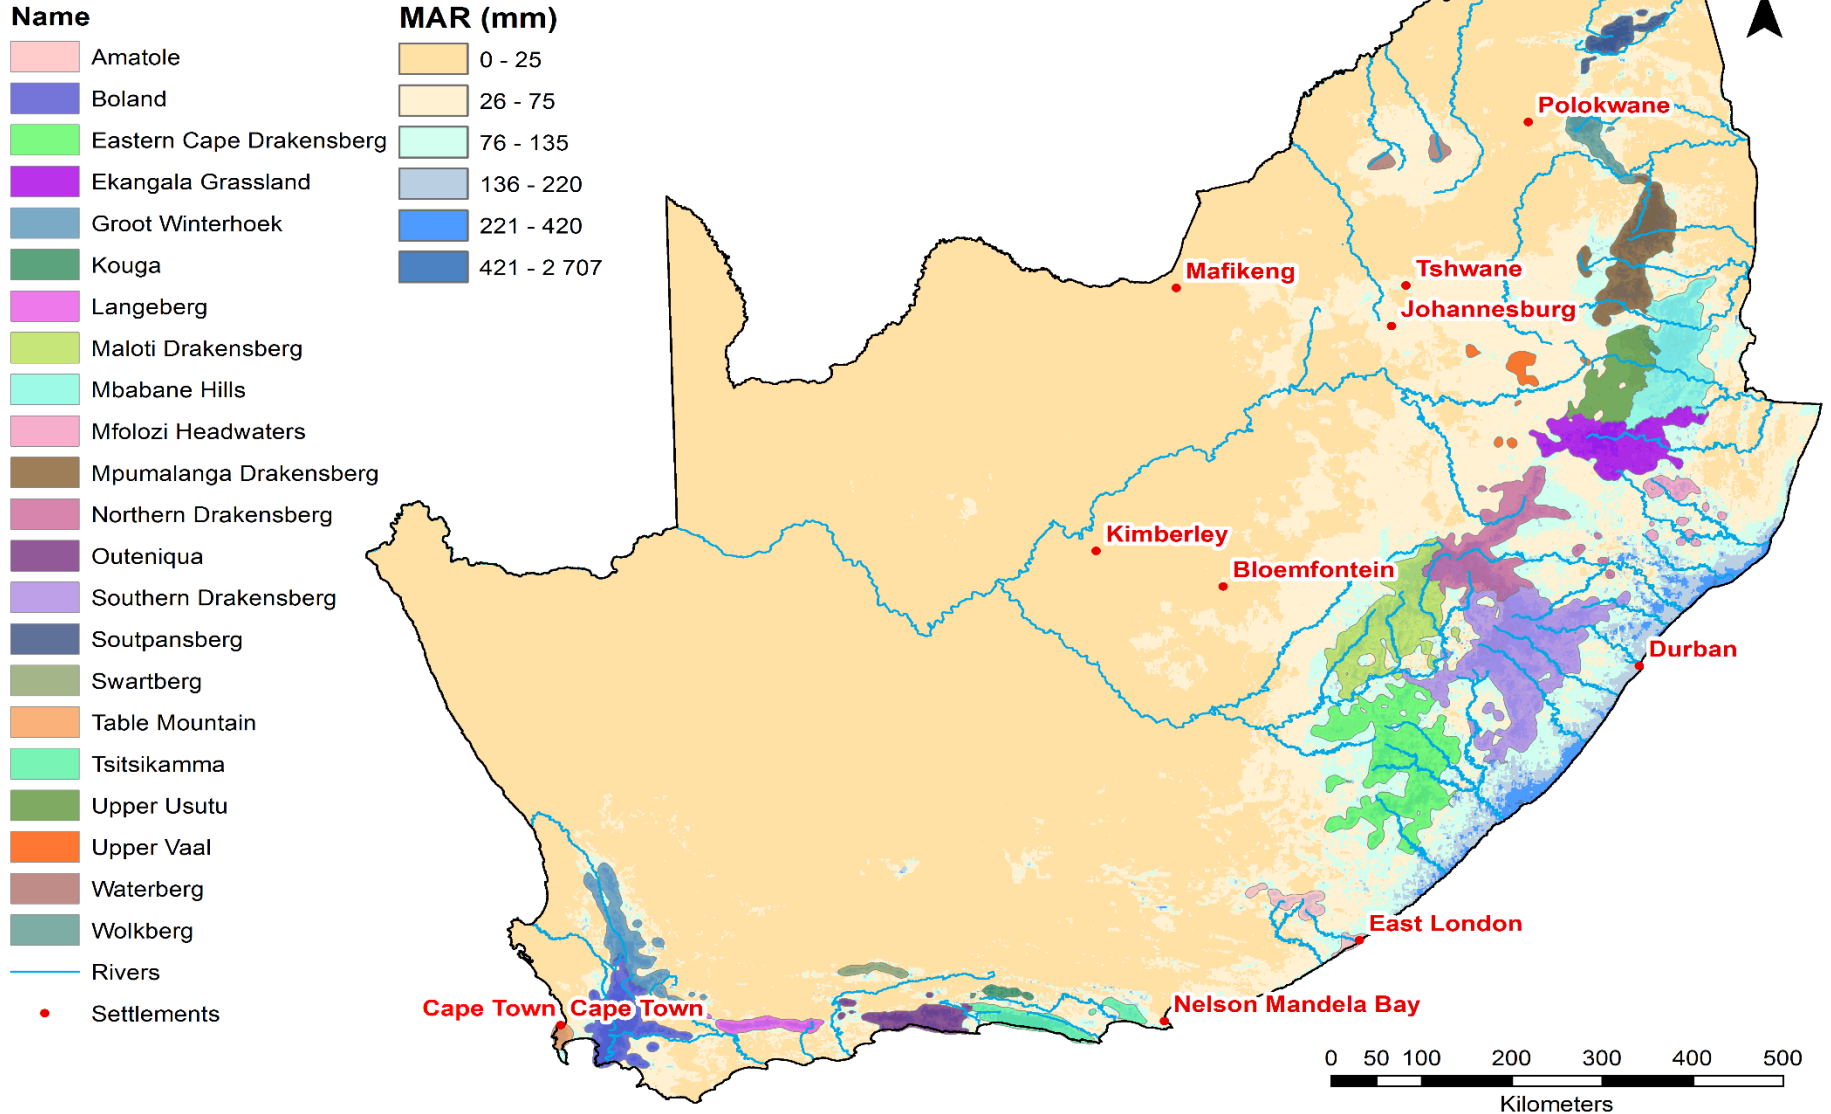 Name
Amatole
Boland
Eastern Cape Drakensberg
Ekangala Grassland
Groot Winterhoek
Kouga
Langeberg
Maloti Drakensberg
Mbabane Hills
Mfolozi Headwaters
Mpumalanga Drakensberg
Northern Drakensberg
Outeniqua
Southern Drakensberg
Soutpansberg
Swartberg
Table Mountain
Tsitsikamma
Upper Usutu
Upper Vaal
Waterberg
Wolkberg
Rivers
Settlements
MAR (mm)
0 - 25
26 - 75
76 - 135
136 - 220
221 - 420
421 - 2 707
Polokwane
Mafikeng
Tshwane
Johannesburg
Kimberley
Bloemfontein
Durban
East London
Cape Town Cape Town
Nelson Mandela Bay
0 50 100 200 300 400 500
Kilometers